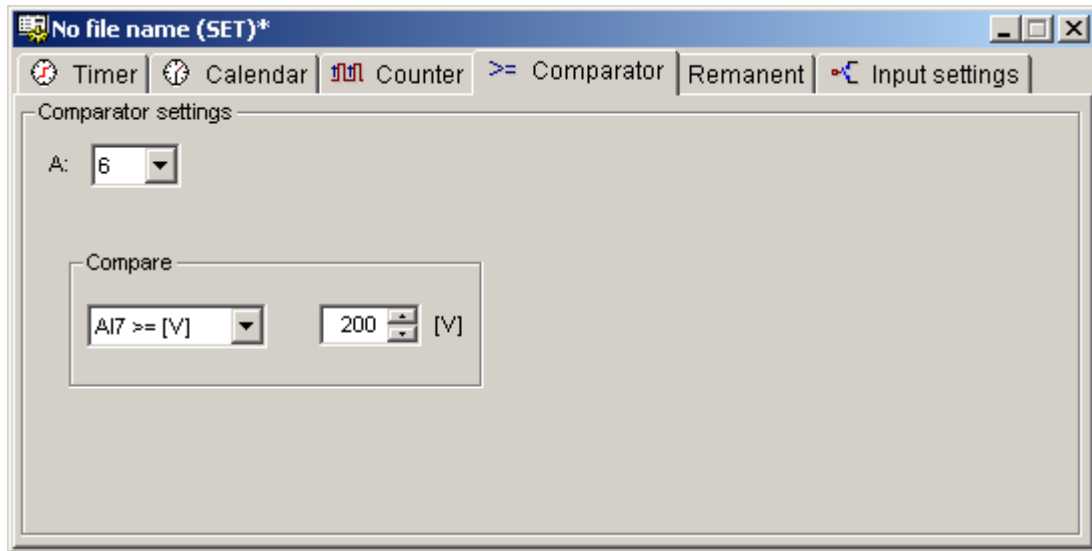 No file name (SET)*
Timer Calendar Counter >= Comparator Remanent Input settings
Comparator settings
A: 6
Compare
AI7 >= [V] 200 [V]